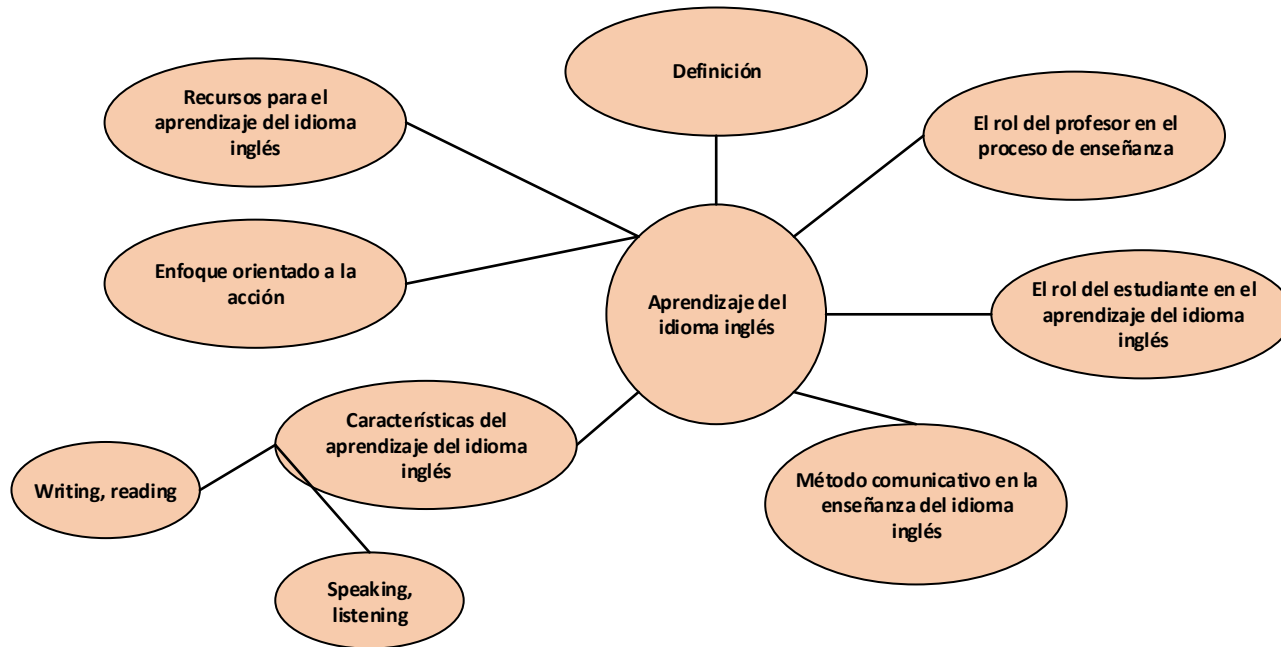 Definición
Recursos para el
aprendizaje del idioma
inglés
El rol del profesor en el
proceso de enseñanza
Enfoque orientado a la
acción
Aprendizaje del
idioma inglés
El rol del estudiante en el
aprendizaje del idioma
inglés
Característícas del
aprendizaje del idioma
inglés
Writing, reading
Método comunicativo en la
enseñanza del idioma
inglés
Speaking,
listening